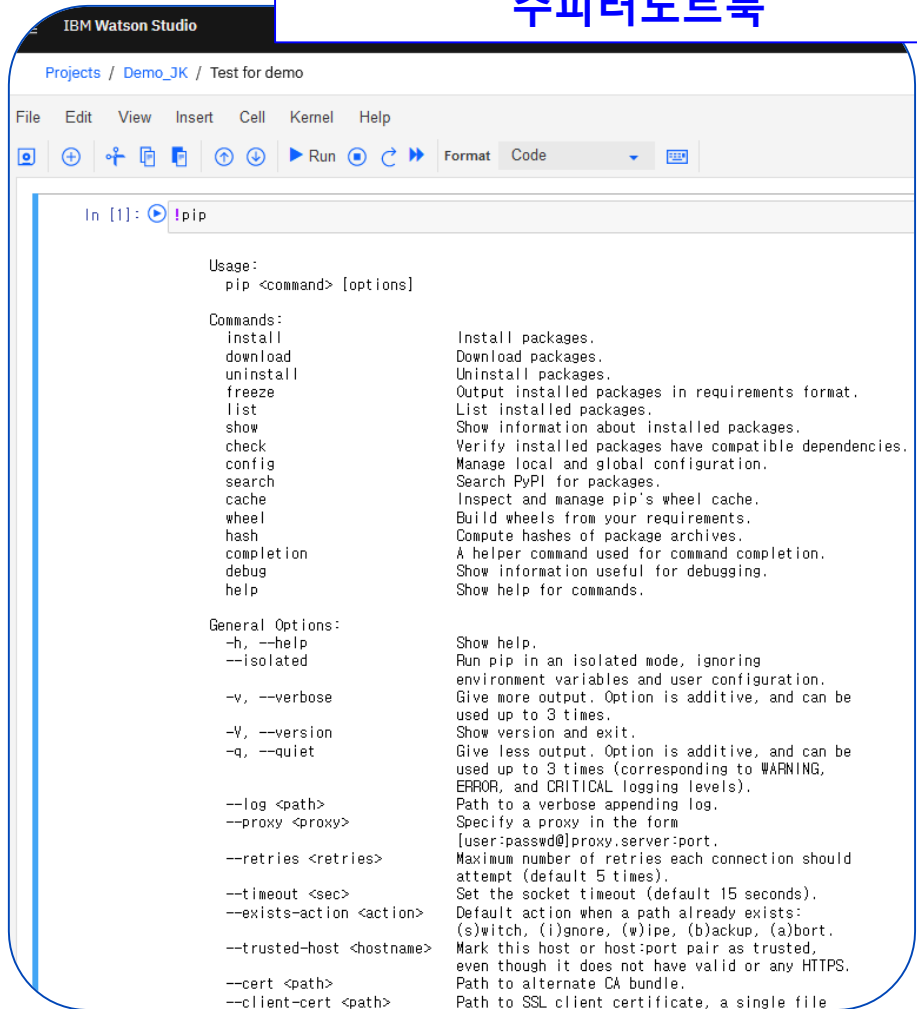 주피터노트북
IBM Watson Studio
Projects / Demo_JK / Test for demo
File Edit View Insert Cell Kernel Help
Run Format Code
In [1]: !pip
Usage:
pip <command> [options]
Commands:
install Install packages.
download Download packages.
uninstall Uninstall packages.
freeze Output installed packages in requirements format.
list List installed packages.
show Show information about installed packages.
check Verify installed packages have compatible dependencies.
config Manage local and global configuration.
search Search PyPI for packages.
cache Inspect and manage pip's wheel cache.
wheel Build wheels from your requirements.
hash Compute hashes of package archives.
completion A helper command used for command completion.
debug Show information useful for debugging.
help Show help for commands.
General Options:
-h, --help Show help.
--isolated Run pip in an isolated mode, ignoring
environment variables and user configuration.
-v, --verbose Give more output. Option is additive, and can be
used up to 3 times.
-V, --version Show version and exit.
-q, --quiet Give less output. Option is additive, and can be
used up to 3 times (corresponding to WARNING,
ERROR, and CRITICAL logging levels).
--log <path> Path to a verbose appending log.
--proxy <proxy> Specify a proxy in the form
[user:passwd@]proxy.server:port.
--retries <retries> Maximum number of retries each connection should
attempt (default 5 times).
--timeout <sec> Set the socket timeout (default 15 seconds).
--exists-action <action> Default action when a path already exists:
(s)witch, (i)gnore, (w)ipe, (b)ackup, (a)bort.
--trusted-host <hostname> Mark this host or host:port pair as trusted,
even though it does not have valid or any HTTPS.
--cert <path> Path to alternate CA bundle.
--client-cert <path> Path to SSL client certificate, a single file